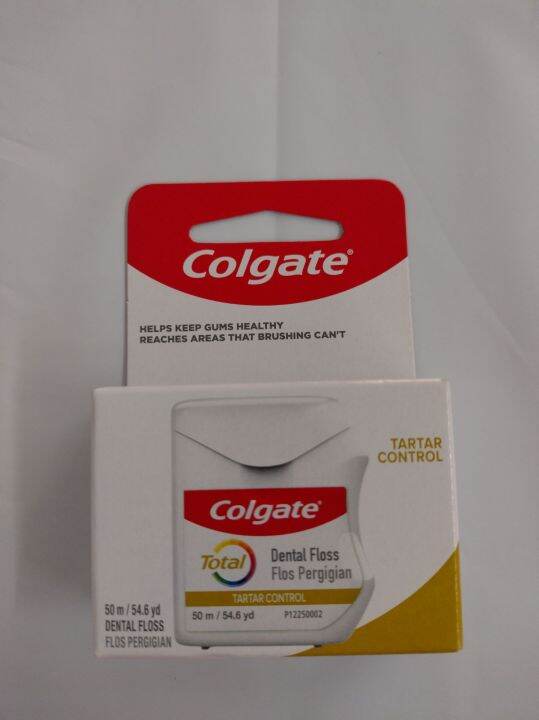 Colgate®
HELPS KEEP GUMS HEALTHY
REACHES AREAS THAT BRUSHING CAN'T
TARTAR
CONTROL
Colgate®
Total
Dental Floss
Flos Pergigian
TARTAR CONTROL
50 m / 54.6 yd
P12250002
50 m / 54.6 yd
DENTAL FLOSS
FLOS PERGIGIAN